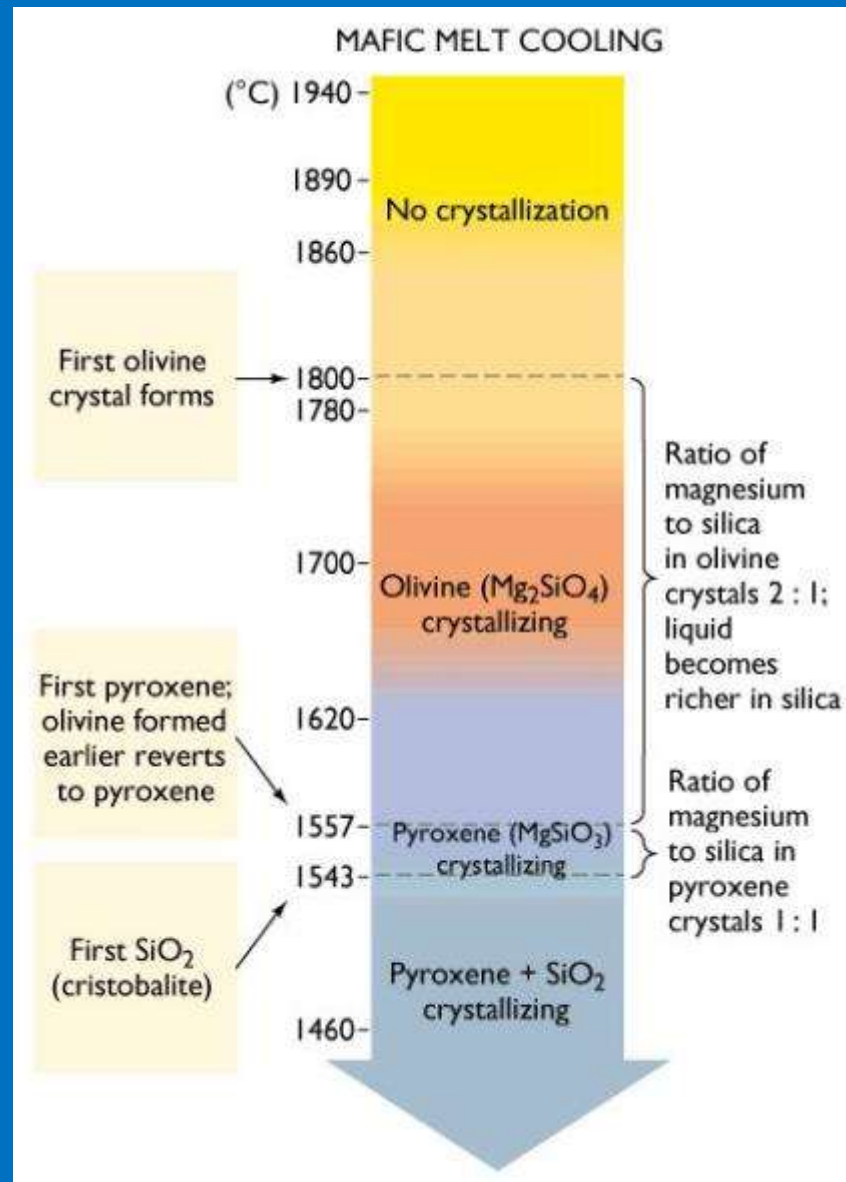 MAFIC MELT COOLING
(°C) 1940
1890
No crystallization
1860
First olivine
crystal forms
1800
1780
Ratio of
magnesium
to silica
in olivine
crystals 2 : 1;
liquid
becomes
richer in silica
1700
Olivine (Mg₂SiO₄)
crystallizing
First pyroxene;
olivine formed
earlier reverts
to pyroxene
1620
1557
Pyroxene (MgSiO₃)
crystallizing
Ratio of
magnesium
to silica in
pyroxene
crystals 1 : 1
1543
First SiO₂
(cristobalite)
Pyroxene + SiO₂
crystallizing
1460